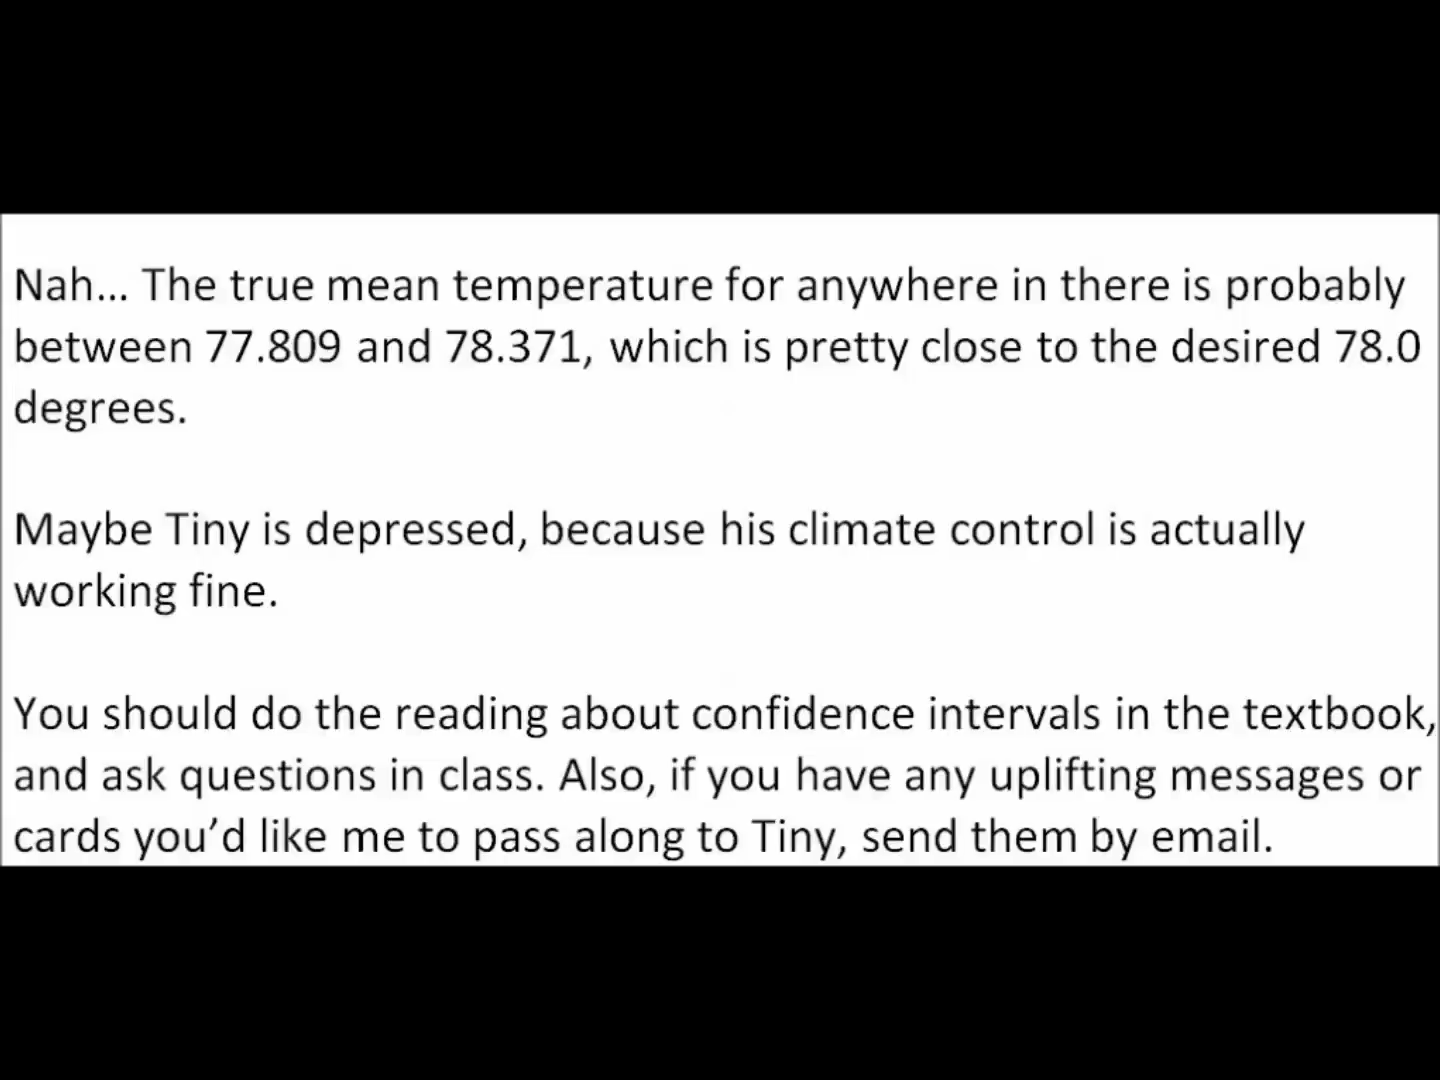 Nah... The true mean temperature for anywhere in there is probably
between 77.809 and 78.371, which is pretty close to the desired 78.0
degrees.
Maybe Tiny is depressed, because his climate control is actually
working fine.
You should do the reading about confidence intervals in the textbook,
and ask questions in class. Also, if you have any uplifting messages or
cards you’d like me to pass along to Tiny, send them by email.